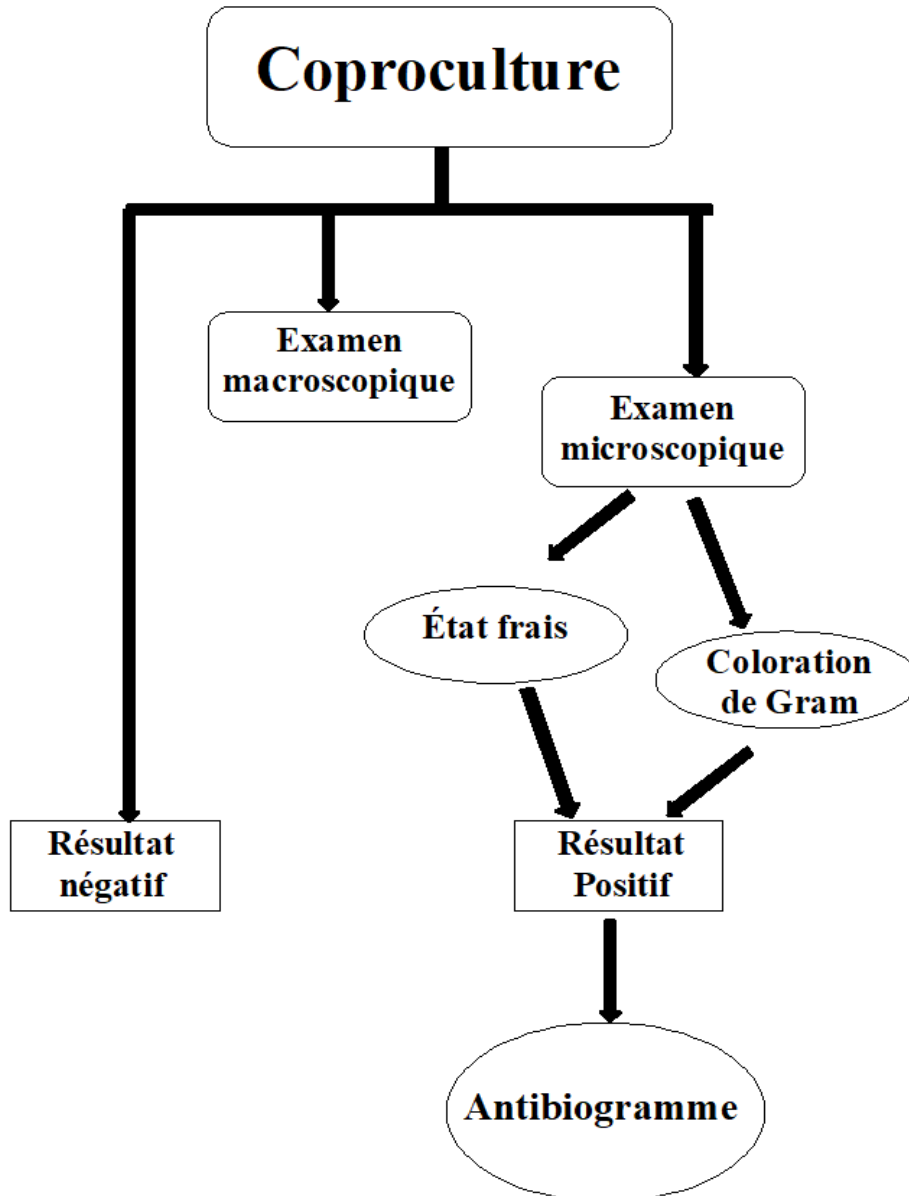 Coproculture
Examen
macroscopique
Examen
microscopique
État frais
Coloration
de Gram
Résultat
négatif
Résultat
Positif
Antibiogramme